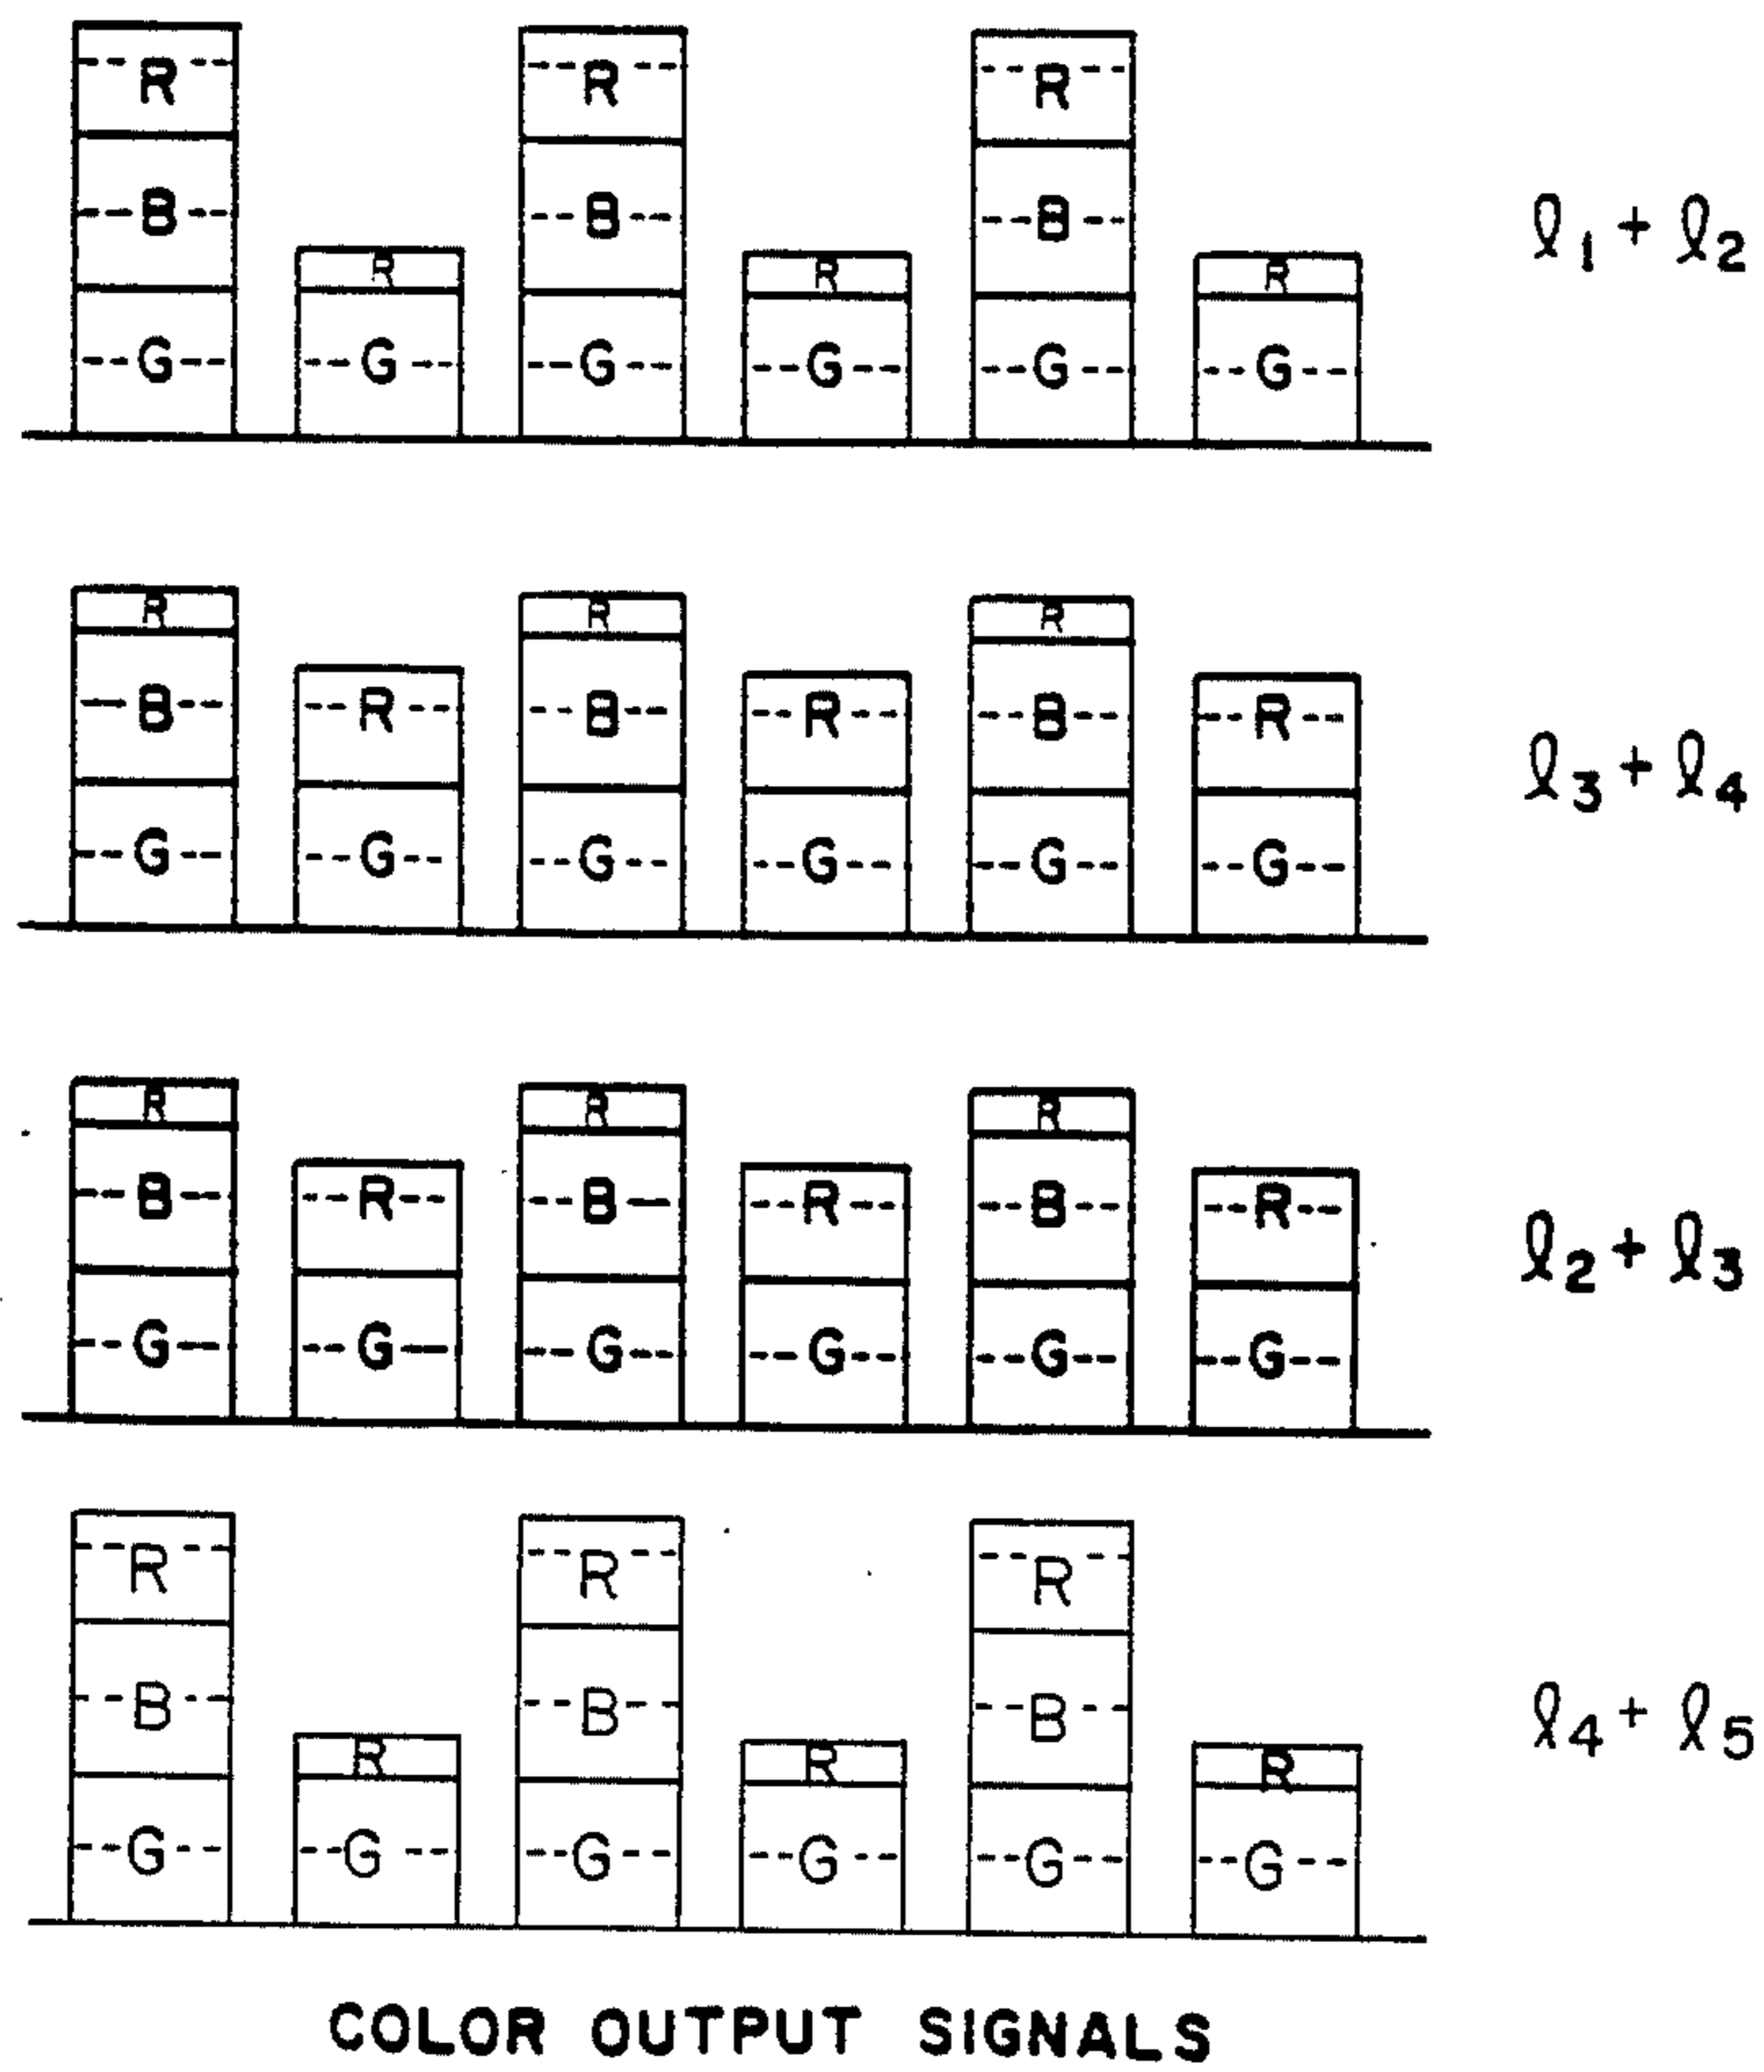 R R R
B B B
R R R
G G G G G G
ℓ1 + ℓ2
R R R
B R B R B R
G G G G G G
ℓ3 + ℓ4
R R R
B R B R B R
G G G G G G
ℓ2 + ℓ3
R R R
B B B
R R R
G G G G G G
ℓ4 + ℓ5
COLOR OUTPUT SIGNALS